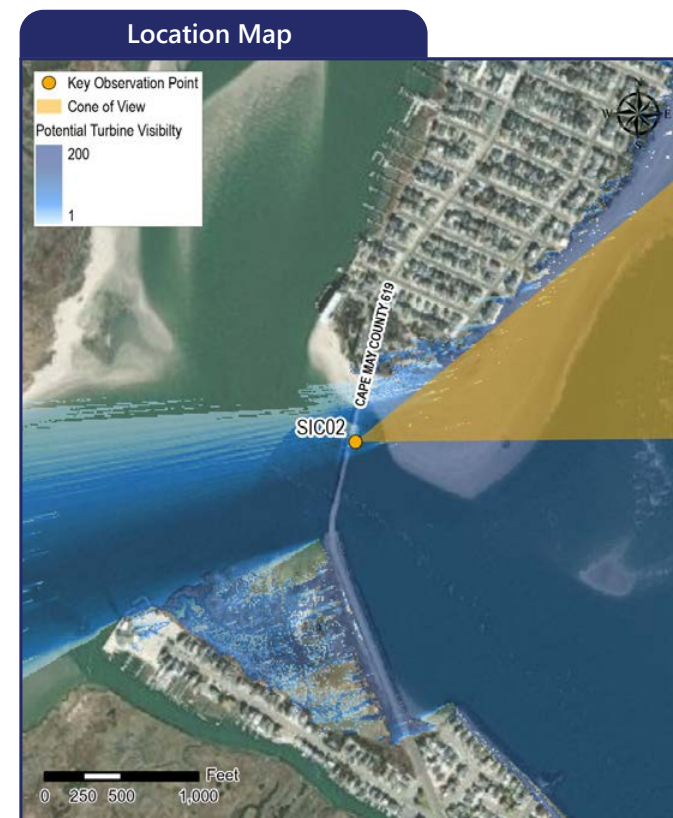 Location Map
Key Observation Point
Cone of View
Potential Turbine Visibilty
200
1
N
W E
S
CAPE MAY COUNTY 619
SIC02
Feet
0 250 500 1,000